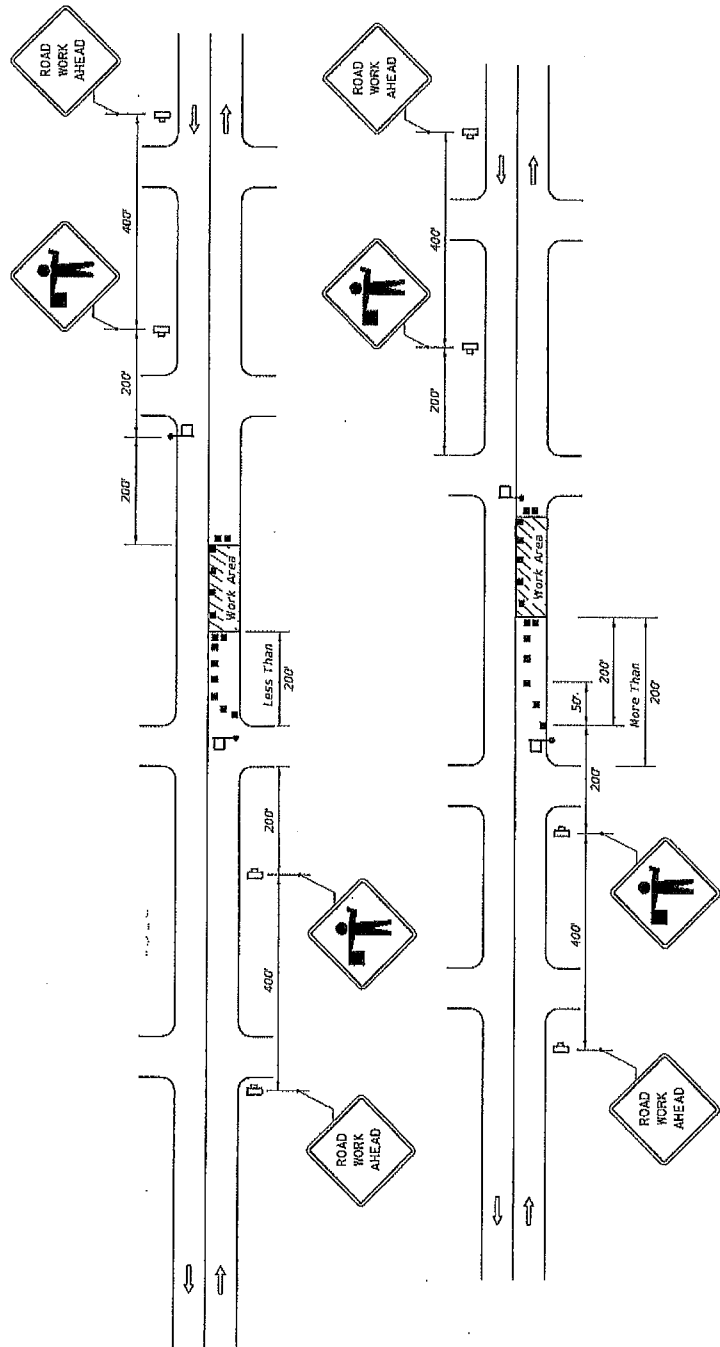 ROAD
WORK
AHEAD
400'
200'
200'
Work Area
Less Than
200'
200'
400'
ROAD
WORK
AHEAD
ROAD
WORK
AHEAD
400'
200'
Work Area
200'
More Than
200'
50'
200'
400'
ROAD
WORK
AHEAD